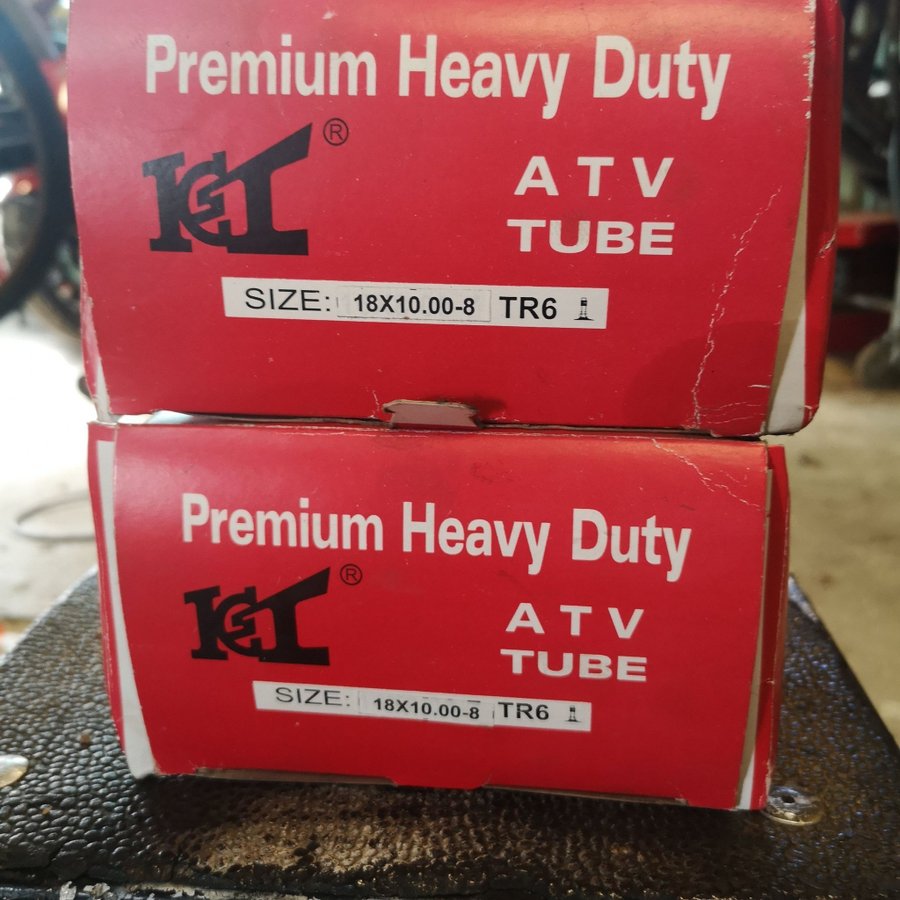 Premium Heavy Duty
®
ATV
TUBE
SIZE: 18X10.00-8 TR6
Premium Heavy Duty
®
ATV
TUBE
SIZE: 18X10.00-8 TR6